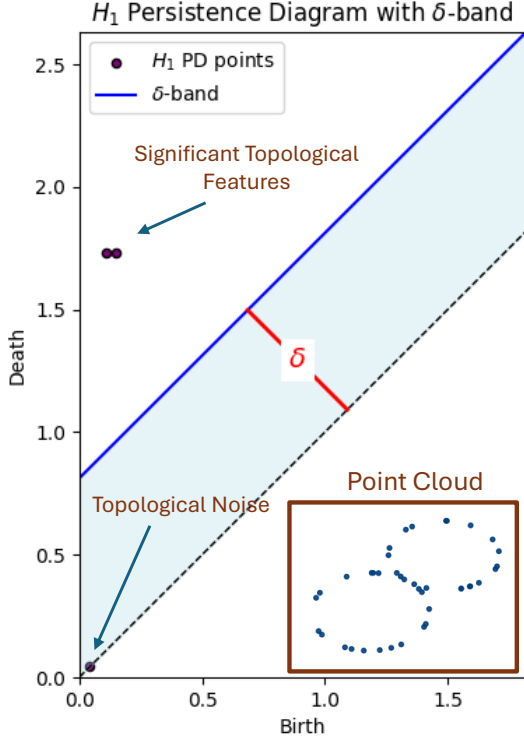 H₁ Persistence Diagram with δ-band
H₁ PD points
δ-band
Significant Topological
Features
δ
Topological Noise
Point Cloud
Death
2.5
2.0
1.5
1.0
0.5
0.0
0.0
0.5
1.0
1.5
Birth